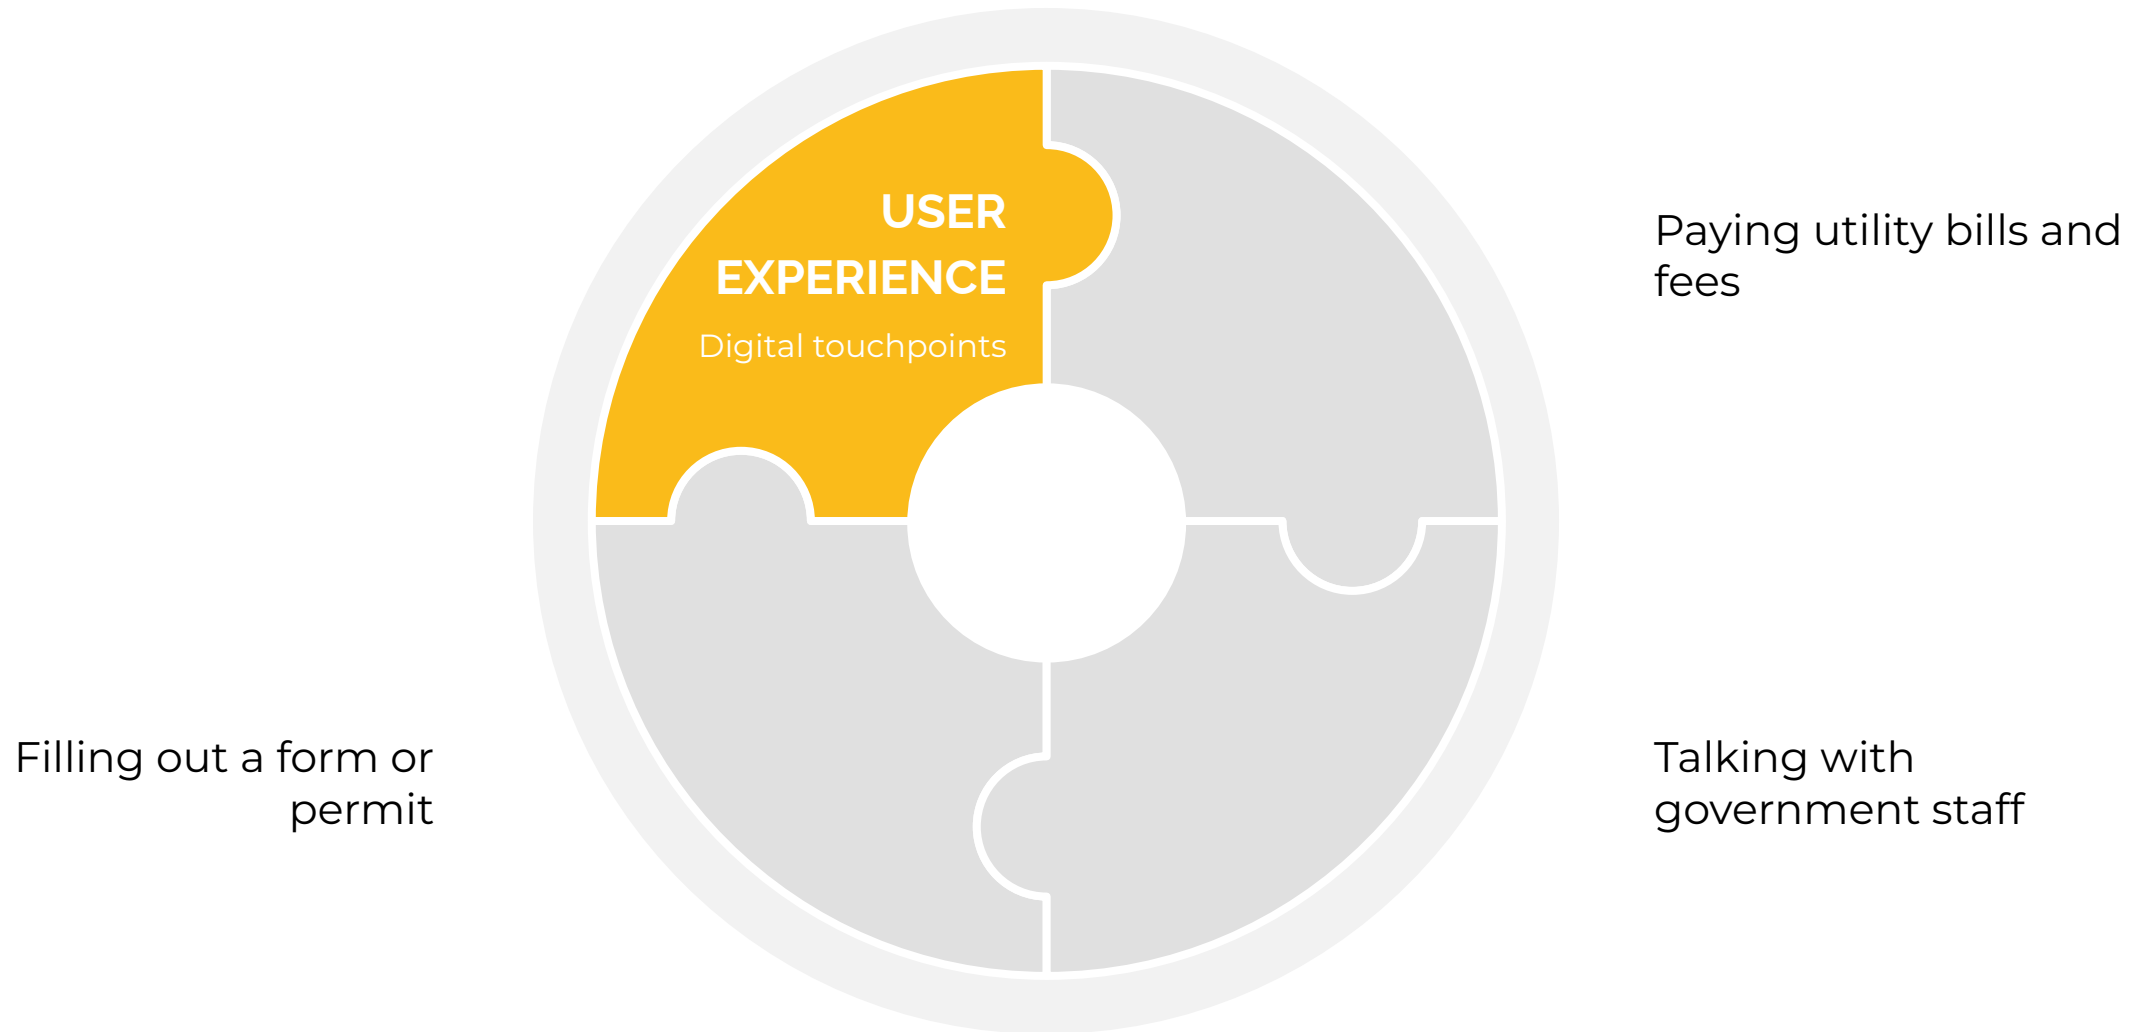 USER
EXPERIENCE
Digital touchpoints
Paying utility bills and
fees
Filling out a form or
permit
Talking with
government staff